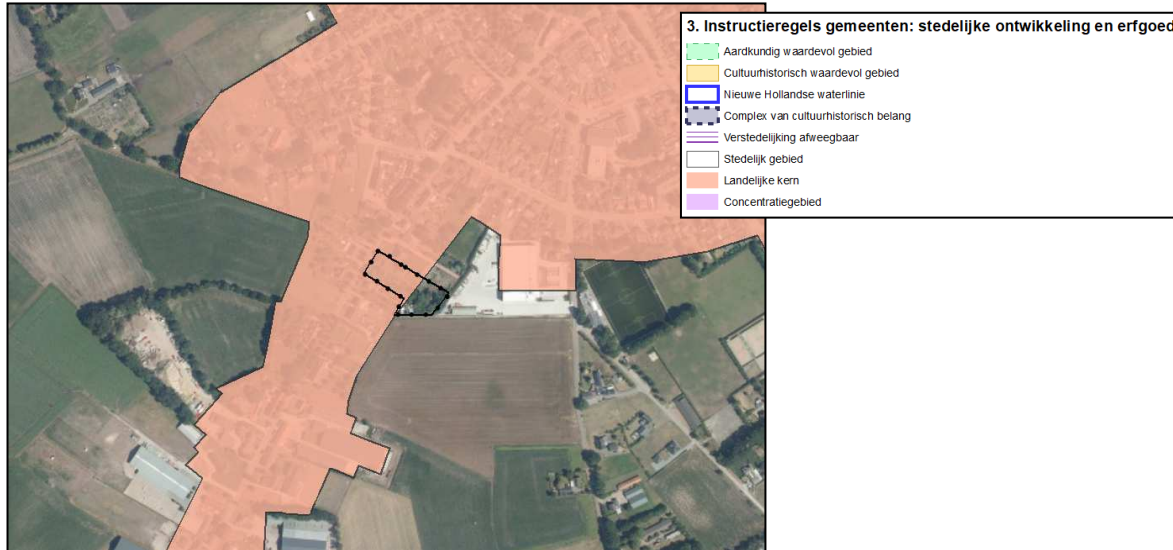 3. Instructieregels gemeenten: stedelijke ontwikkeling en erfgoed
Aardkundig waardevol gebied
Cultuurhistorisch waardevol gebied
Nieuwe Hollandse waterlinie
Complex van cultuurhistorisch belang
Verstedelijking afweegbaar
Stedelijk gebied
Landelijke kern
Concentratiegebied